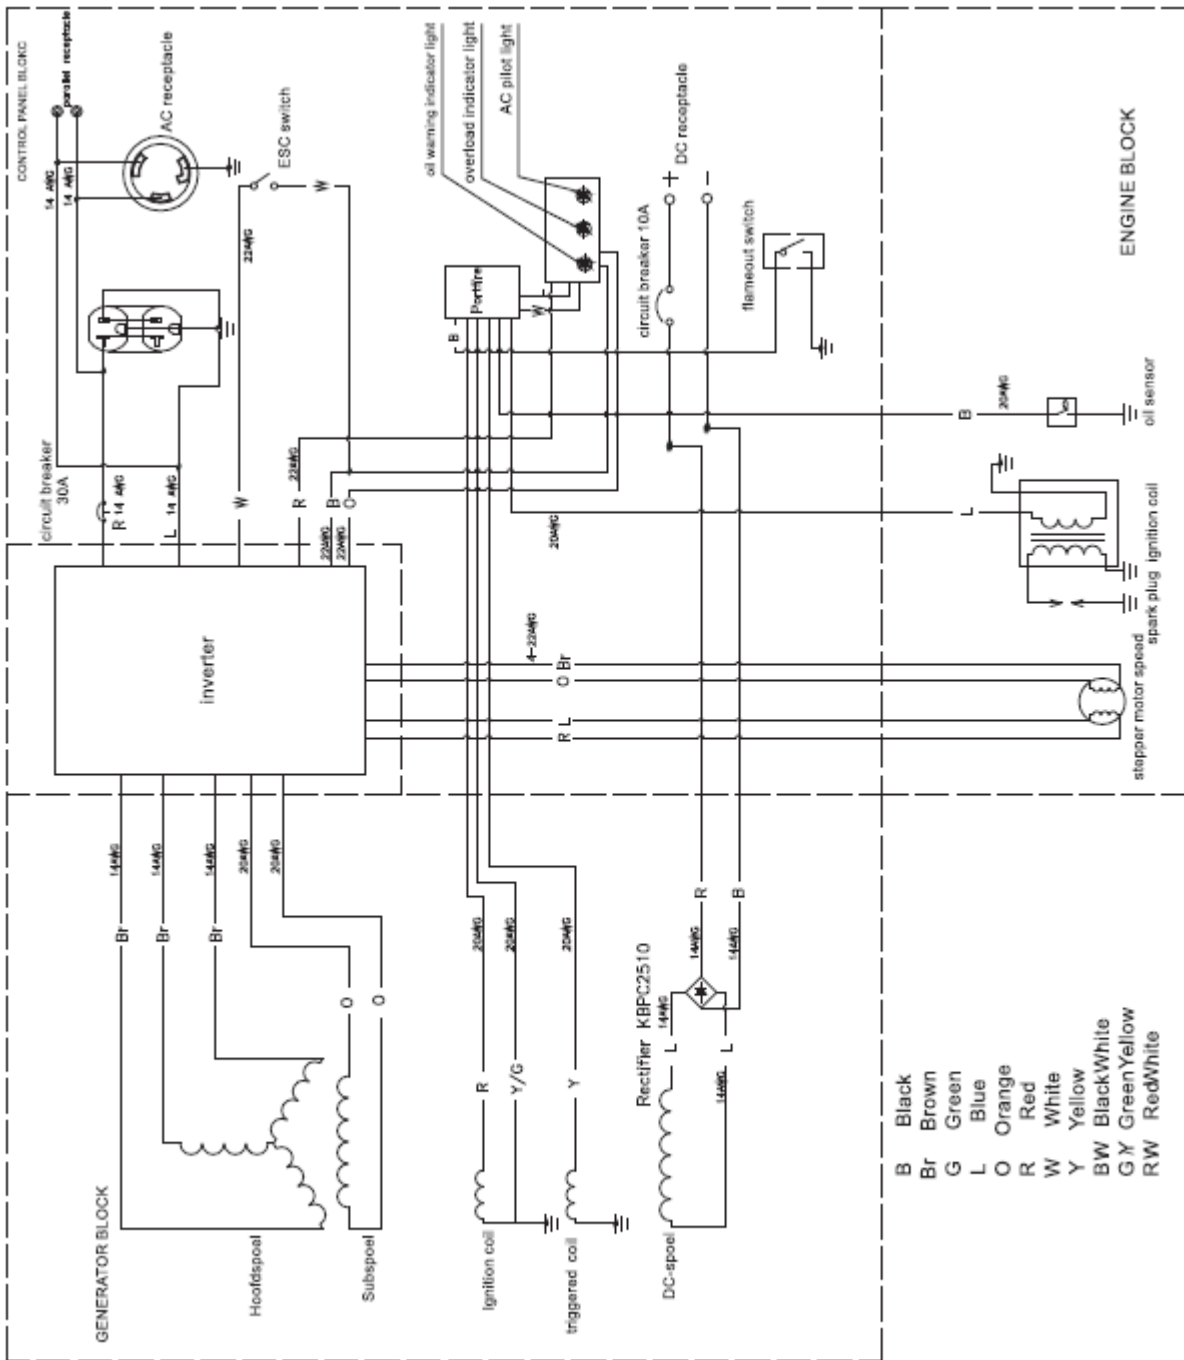 CONTROL PANEL BLOKC
parallel receptacle
14 AWG
14 AWG
AC receptacle
ESC switch
W
22AWG
circuit breaker
30A
R
14 AWG
L
14 AWG
W
R
22AWG
B
22AWG
O
22AWG
oil warning indicator light
overload indicator light
AC pilot light
Portfire
B
W
L
DC receptacle
+
-
circuit breaker 10A
flameout switch
20AWG
ENGINE BLOCK
B
20AWG
oil sensor
L
ignition coil
spark plug
stepper motor speed
inverter
4-22AWG
Br
O
L
R
GENERATOR BLOCK
14AWG
14AWG
14AWG
20AWG
20AWG
Br
Br
Br
O
O
Hoofdspoal
Subspoel
20AWG
20AWG
20AWG
R
Y/G
Y
Ignition coil
triggered coil
Rectifier KBPC2510
14AWG
14AWG
14AWG
14AWG
R
B
L
L
DC-spoel
B Black
Br Brown
G Green
L Blue
O Orange
R Red
W White
Y Yellow
BW BlackWhite
GY GreenYellow
RW RedWhite